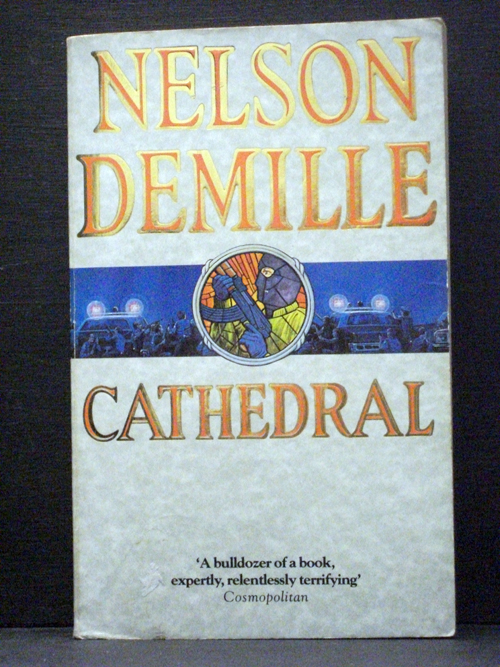 NELSON
DEMILLE
CATHEDRAL
‘A bulldozer of a book,
expertly, relentlessly terrifying’
Cosmopolitan